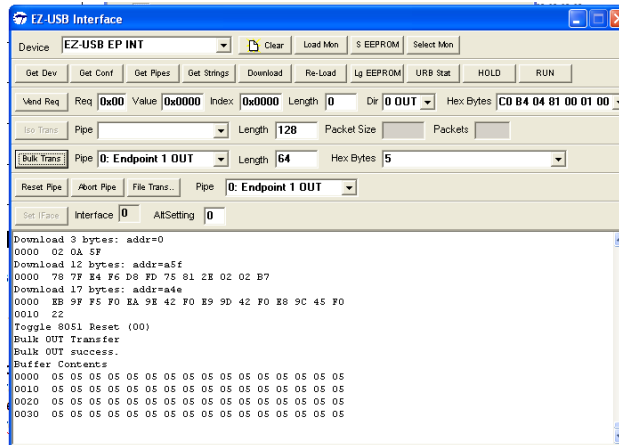 EZ-USB Interface
Device EZ-USB EP INT Clear Load Mon S EEPROM Select Mon
Get Dev Get Conf Get Pipes Get Strings Download Re-Load Lg EEPROM URB Stat HOLD RUN
Vend Req Req 0x00 Value 0x0000 Index 0x0000 Length 0 Dir 0 OUT Hex Bytes C0 B4 04 81 00 01 00
Iso Trans Pipe Length 128 Packet Size Packets
Bulk Trans Pipe 0: Endpoint 1 OUT Length 64 Hex Bytes 5
Reset Pipe Abort Pipe File Trans.. Pipe 0: Endpoint 1 OUT
Set IFace Interface 0 AltSetting 0
Download 3 bytes: addr=0
0000 02 0A 5F
Download 12 bytes: addr=a5f
0000 78 7F E4 F6 D8 FD 75 81 2E 02 02 B7
Download 17 bytes: addr=a4e
0000 EB 9F F5 F0 EA 9E 42 F0 E9 9D 42 F0 E8 9C 45 F0
0010 22
Toggle 8051 Reset (00)
Bulk OUT Transfer
Bulk OUT success.
Buffer Contents
0000 05 05 05 05 05 05 05 05 05 05 05 05 05 05 05 05
0010 05 05 05 05 05 05 05 05 05 05 05 05 05 05 05 05
0020 05 05 05 05 05 05 05 05 05 05 05 05 05 05 05 05
0030 05 05 05 05 05 05 05 05 05 05 05 05 05 05 05 05